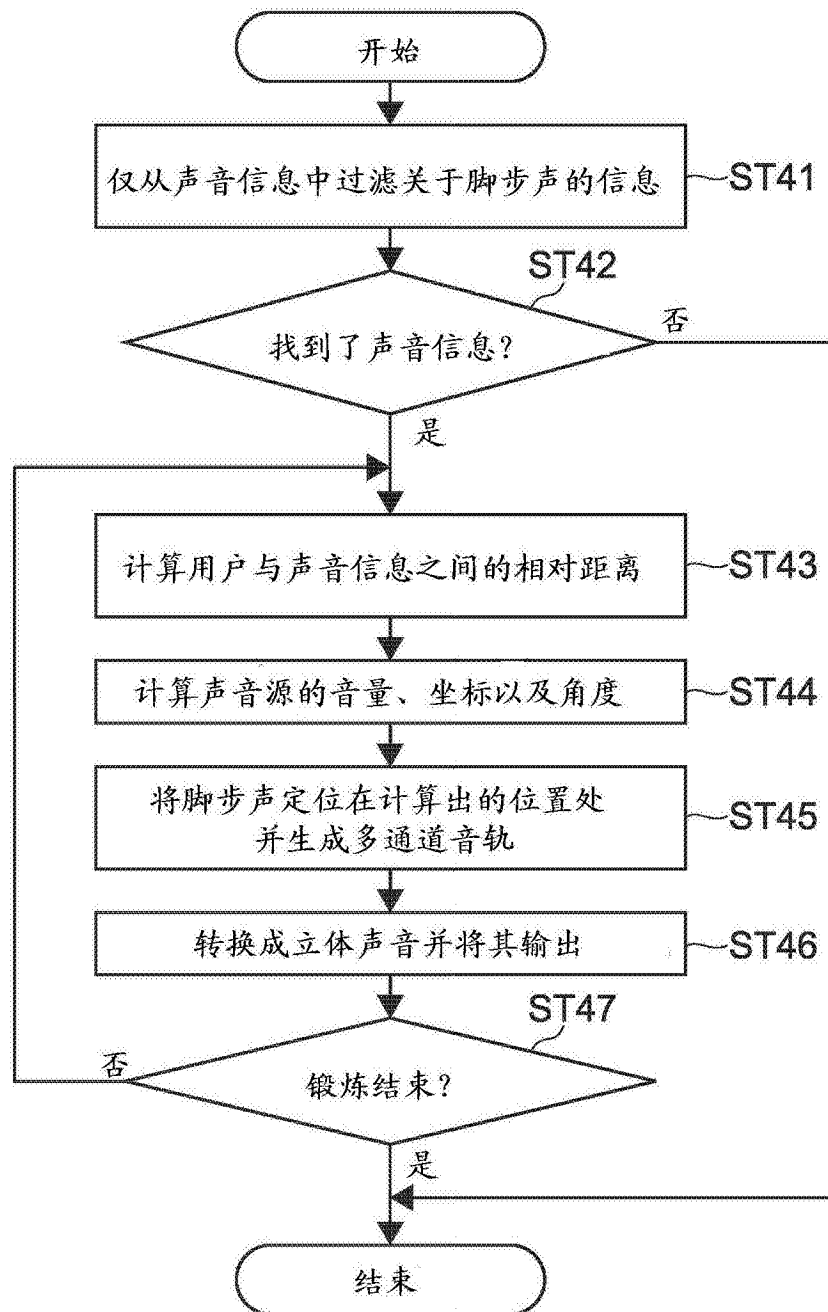 开始
仅从声音信息中过滤关于脚步声的信息
ST41
ST42
找到了声音信息?
否
是
计算用户与声音信息之间的相对距离
ST43
计算声音源的音量、坐标以及角度
ST44
将脚步声定位在计算出的位置处
并生成多通道音轨
ST45
转换成立体声音并将其输出
ST46
ST47
否
锻炼结束?
是
结束